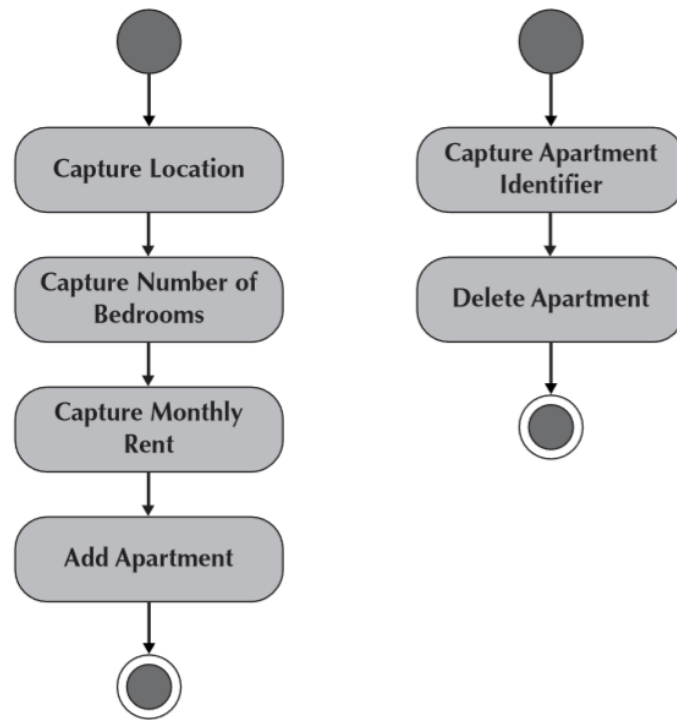 Capture Location
Capture Number of
Bedrooms
Capture Monthly
Rent
Add Apartment
Capture Apartment
Identifier
Delete Apartment